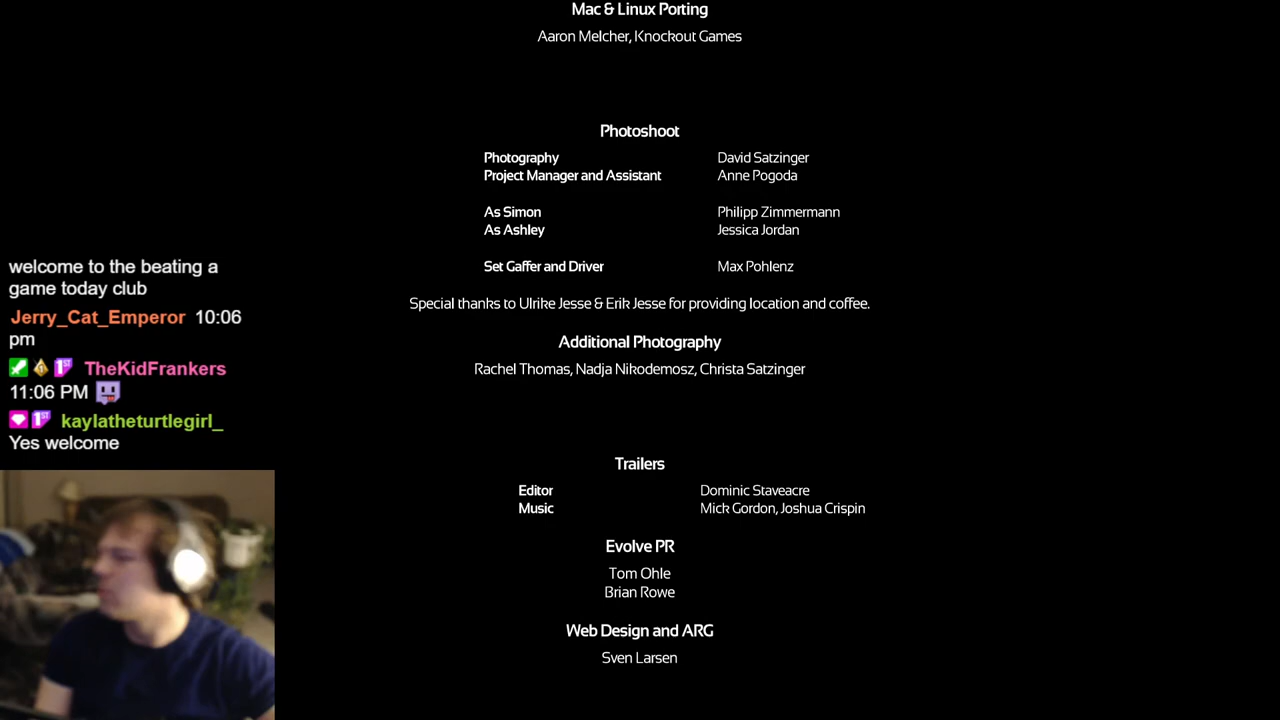 Mac & Linux Porting
Aaron Melcher, Knockout Games
Photoshoot
Photography David Satzinger
Project Manager and Assistant Anne Pogoda
As Simon Philipp Zimmermann
As Ashley Jessica Jordan
Set Gaffer and Driver Max Pohlenz
Special thanks to Ulrike Jesse & Erik Jesse for providing location and coffee.
Additional Photography
Rachel Thomas, Nadja Nikodemosz, Christa Satzinger
Trailers
Editor Dominic Staveacre
Music Mick Gordon, Joshua Crispin
Evolve PR
Tom Ohle
Brian Rowe
Web Design and ARG
Sven Larsen
welcome to the beating a
game today club
Jerry_Cat_Emperor 10:06
pm
1ST TheKidFrankers
11:06 PM
1ST kaylatheturtlegirl_
Yes welcome